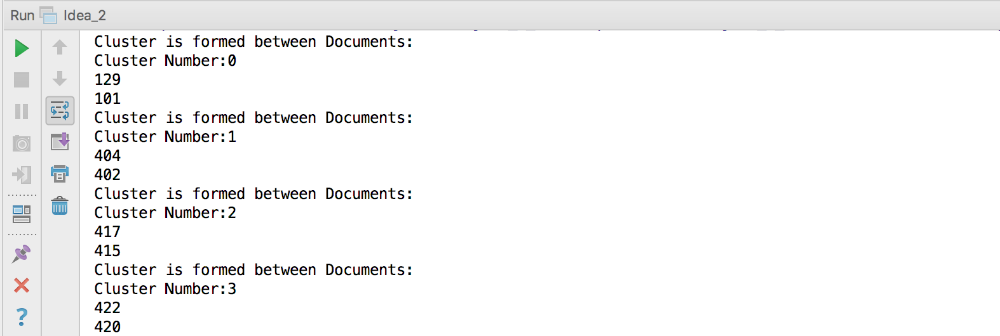 Run Idea_2
Cluster is formed between Documents:
Cluster Number:0
129
101
Cluster is formed between Documents:
Cluster Number:1
404
402
Cluster is formed between Documents:
Cluster Number:2
417
415
Cluster is formed between Documents:
Cluster Number:3
422
420